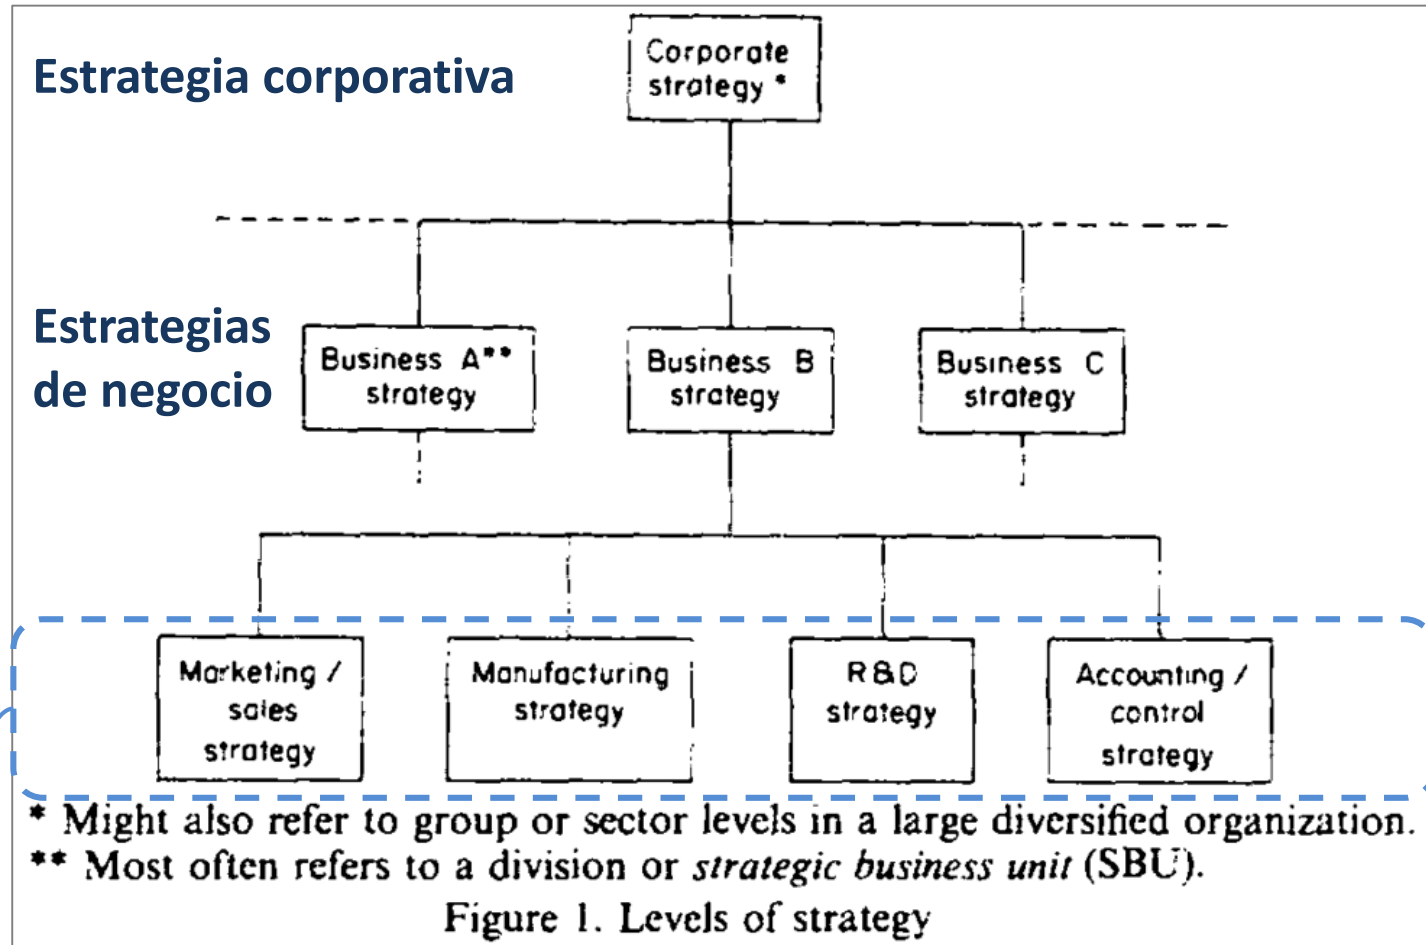 Estrategia corporativa
Corporate
strategy *
Estrategias
de negocio
Business A**
strategy
Business B
strategy
Business C
strategy
Marketing /
sales
strategy
Manufacturing
strategy
R&D
strategy
Accounting /
control
strategy
* Might also refer to group or sector levels in a large diversified organization.
** Most often refers to a division or strategic business unit (SBU).
Figure 1. Levels of strategy